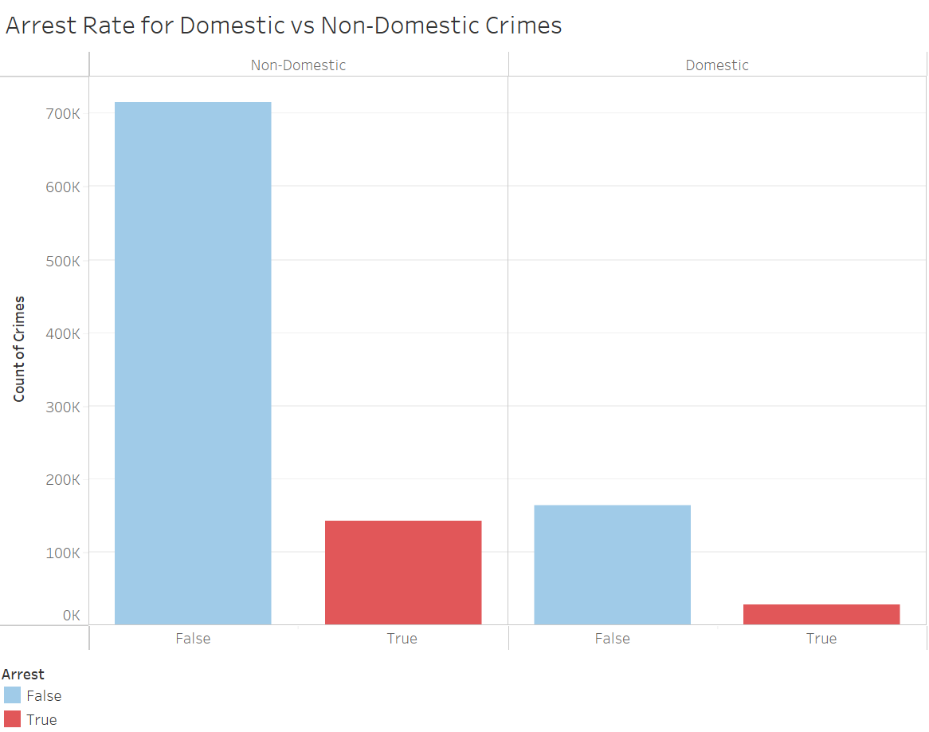 Arrest Rate for Domestic vs Non-Domestic Crimes
Non-Domestic
Domestic
700K
600K
500K
400K
300K
200K
100K
0K
Count of Crimes
False
True
False
True
Arrest
False
True